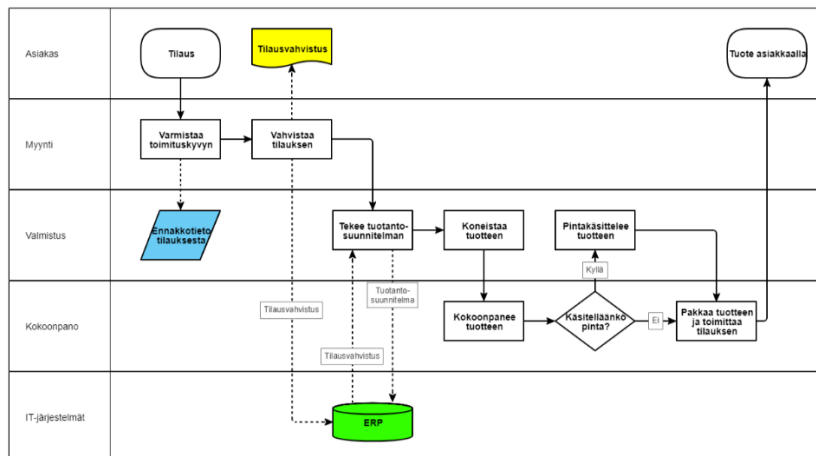 Asiakas
Tilaus
Tilausvahvistus
Tuote asiakkaalla
Myynti
Varmistaa
toimituskyvyn
Vahvistaa
tilauksen
Valmistus
Ennakkotieto
tilauksesta
Tekee tuotanto-
suunnitelman
Koneistaa
tuotteen
Pintakäsittelee
tuotteen
Kyllä
Tuotanto-
suunnitelma
Tilausvahvistus
Kokoonpano
Kokoonpanee
tuotteen
Käsitelläänkö
pinta?
Ei
Pakkaa tuotteen
ja toimittaa
tilauksen
Tilausvahvistus
IT-järjestelmät
ERP